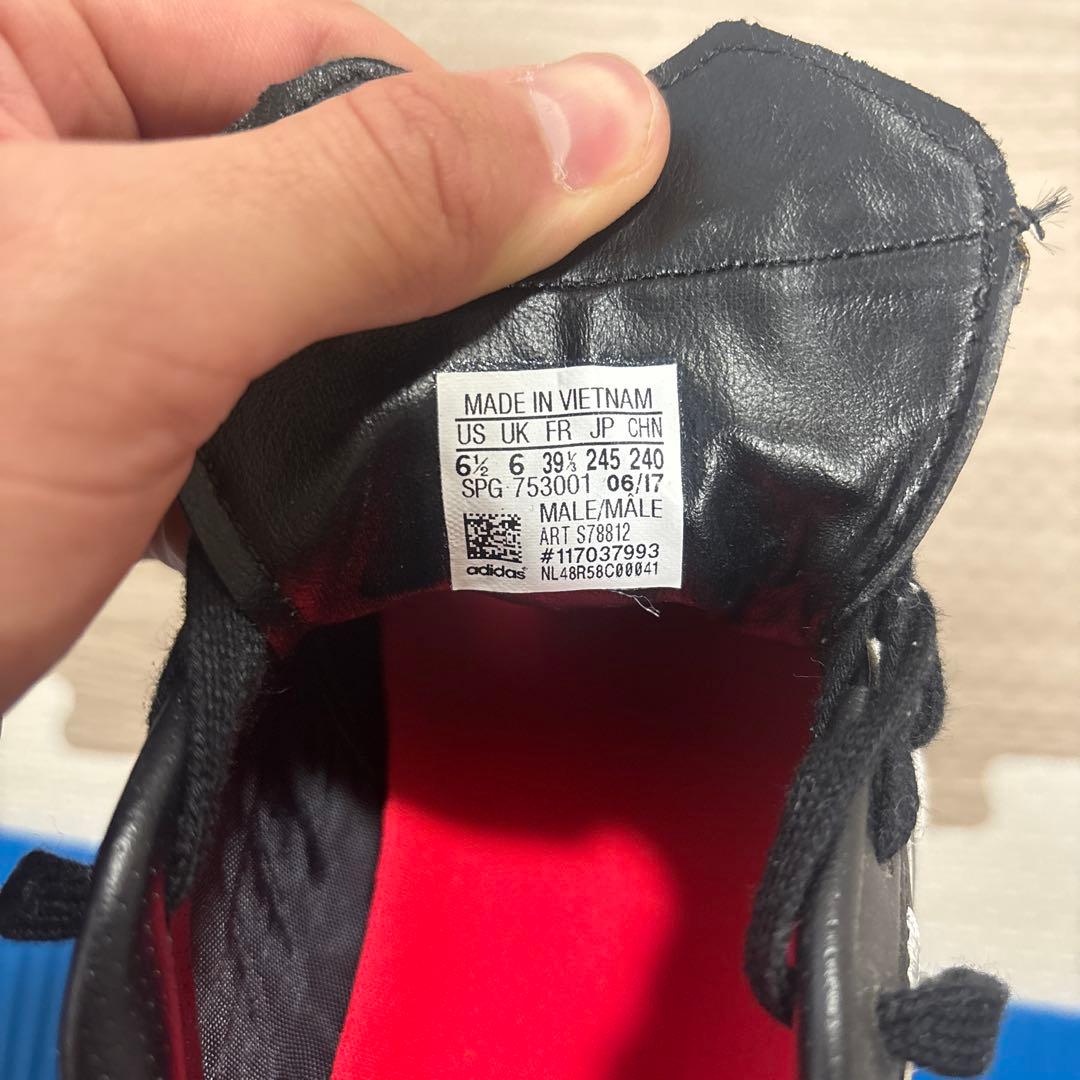 MADE IN VIETNAM
US UK FR JP CHN
6½ 6 39⅓ 245 240
SPG 753001 06/17
MALE/MÂLE
ART S78812
#117037993
adidas NL48R58C00041